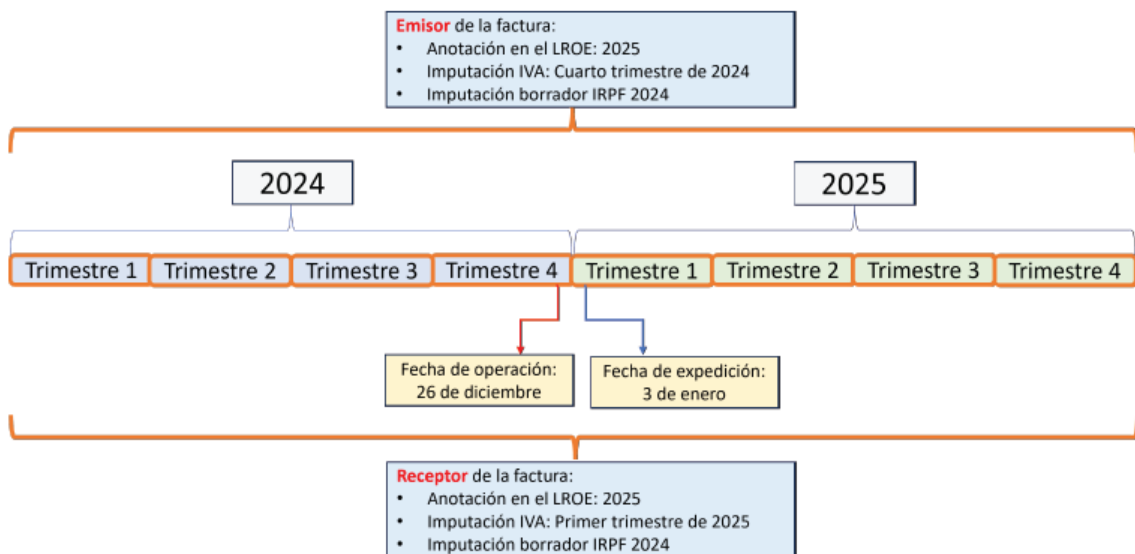 Emisor de la factura:
• Anotación en el LROE: 2025
• Imputación IVA: Cuarto trimestre de 2024
• Imputación borrador IRPF 2024
2024
2025
Trimestre 1
Trimestre 2
Trimestre 3
Trimestre 4
Trimestre 1
Trimestre 2
Trimestre 3
Trimestre 4
Fecha de operación:
26 de diciembre
Fecha de expedición:
3 de enero
Receptor de la factura:
• Anotación en el LROE: 2025
• Imputación IVA: Primer trimestre de 2025
• Imputación borrador IRPF 2024